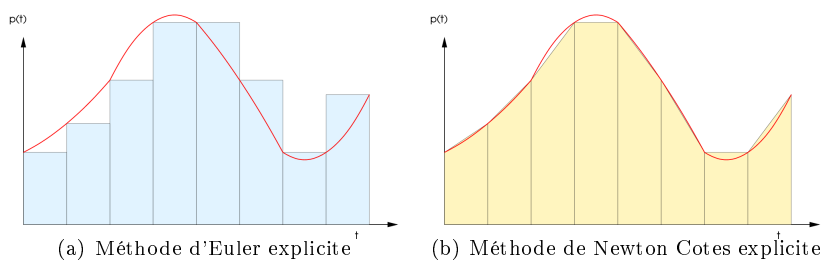 p(t)
p(t)
t
t
(a) Méthode d'Euler explicite
(b) Méthode de Newton Cotes explicite